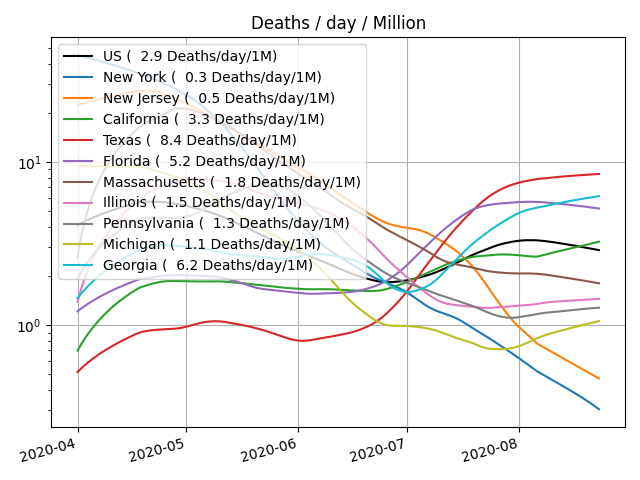 Deaths / day / Million
US (  2.9 Deaths/day/1M)
New York (  0.3 Deaths/day/1M)
New Jersey (  0.5 Deaths/day/1M)
California (  3.3 Deaths/day/1M)
Texas (  8.4 Deaths/day/1M)
Florida (  5.2 Deaths/day/1M)
Massachusetts (  1.8 Deaths/day/1M)
Illinois (  1.5 Deaths/day/1M)
Pennsylvania (  1.3 Deaths/day/1M)
Michigan (  1.1 Deaths/day/1M)
Georgia (  6.2 Deaths/day/1M)
10¹
10⁰
2020-04 2020-05 2020-06 2020-07 2020-08